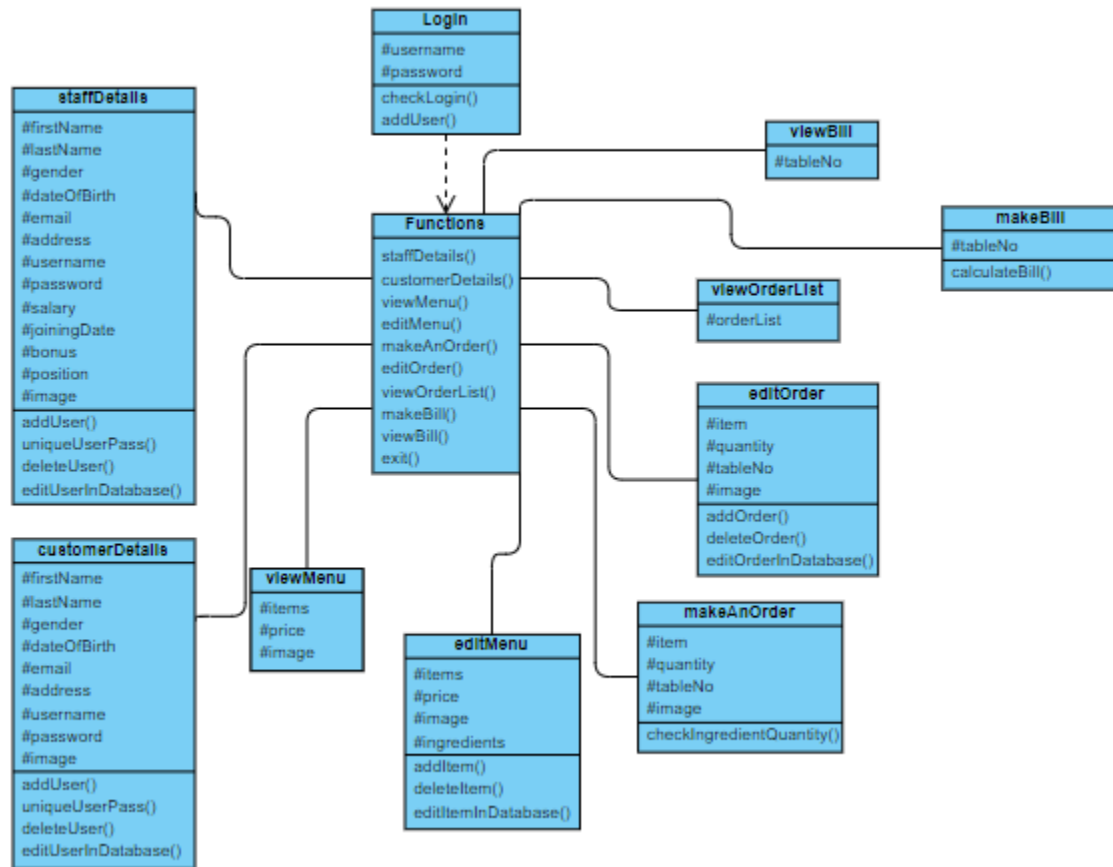 Login
#username
#password
checkLogin()
addUser()
staffDetails
#firstName
#lastName
#gender
#dateOfBirth
#email
#address
#username
#password
#salary
#joiningDate
#bonus
#position
#image
addUser()
uniqueUserPass()
deleteUser()
editUserInDatabase()
viewBill
#tableNo
makeBill
#tableNo
calculateBill()
Functions
staffDetails()
customerDetails()
viewMenu()
editMenu()
makeAnOrder()
editOrder()
viewOrderList()
makeBill()
viewBill()
exit()
viewOrderList
#orderList
editOrder
#item
#quantity
#tableNo
#image
addOrder()
deleteOrder()
editOrderInDatabase()
customerDetails
#firstName
#lastName
#gender
#dateOfBirth
#email
#address
#username
#password
#image
addUser()
uniqueUserPass()
deleteUser()
editUserInDatabase()
viewMenu
#items
#price
#image
editMenu
#items
#price
#image
#ingredients
addItem()
deleteItem()
editItemInDatabase()
makeAnOrder
#item
#quantity
#tableNo
#image
checkIngredientQuantity()